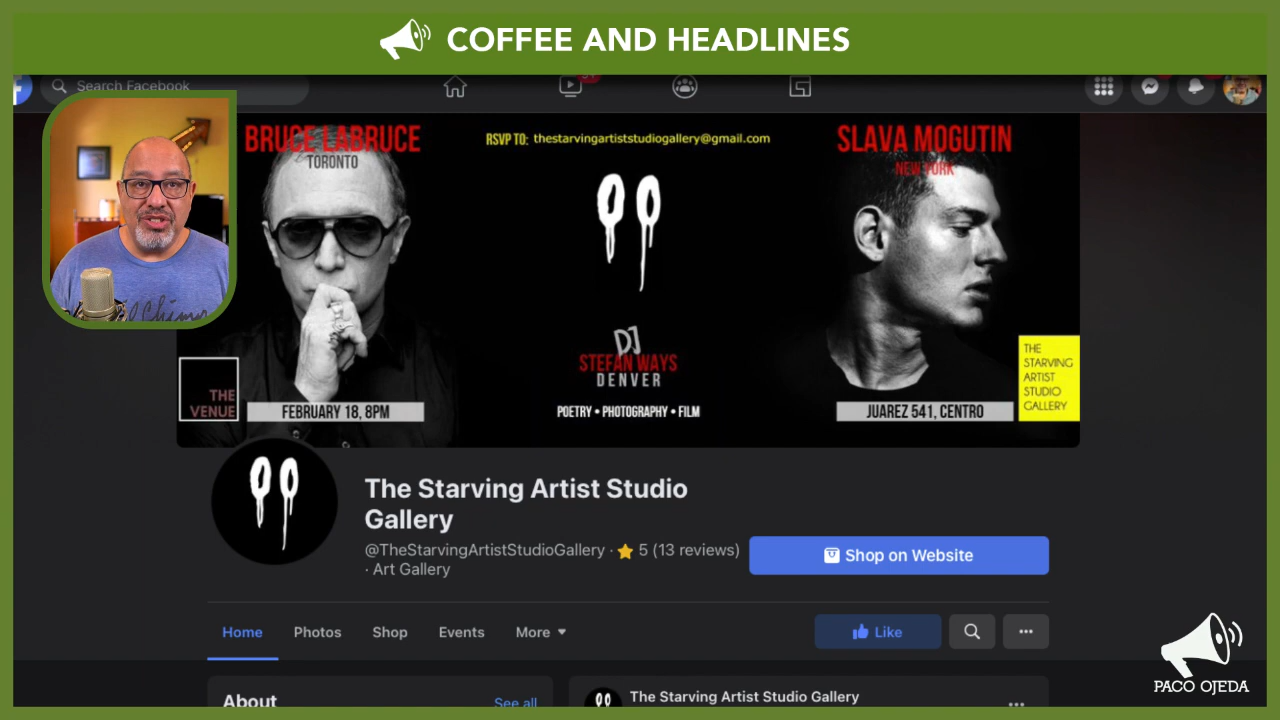 COFFEE AND HEADLINES
Search Facebook
BRUCE LABRUCE
TORONTO
RSVP TO: thestarvingartiststudiogallery@gmail.com
SLAVA MOGUTIN
NEW YORK
DJ
STEFAN WAYS
DENVER
THE
VENUE
FEBRUARY 18, 8PM
POETRY • PHOTOGRAPHY • FILM
JUAREZ 541, CENTRO
THE
STARVING
ARTIST
STUDIO
GALLERY
The Starving Artist Studio
Gallery
@TheStarvingArtistStudioGallery · 5 (13 reviews)
· Art Gallery
Shop on Website
Home Photos Shop Events More
Like
PACO OJEDA
About See all
The Starving Artist Studio Gallery